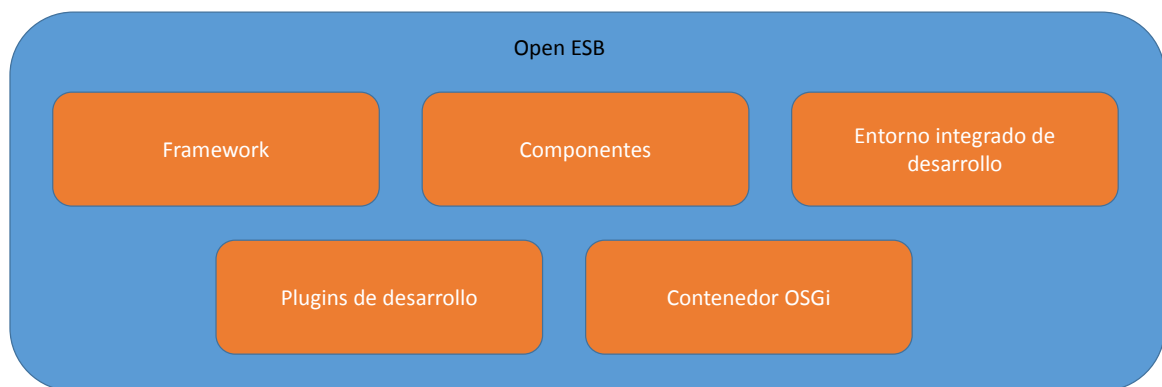 Open ESB
Framework
Componentes
Entorno integrado de
desarrollo
Plugins de desarrollo
Contenedor OSGi